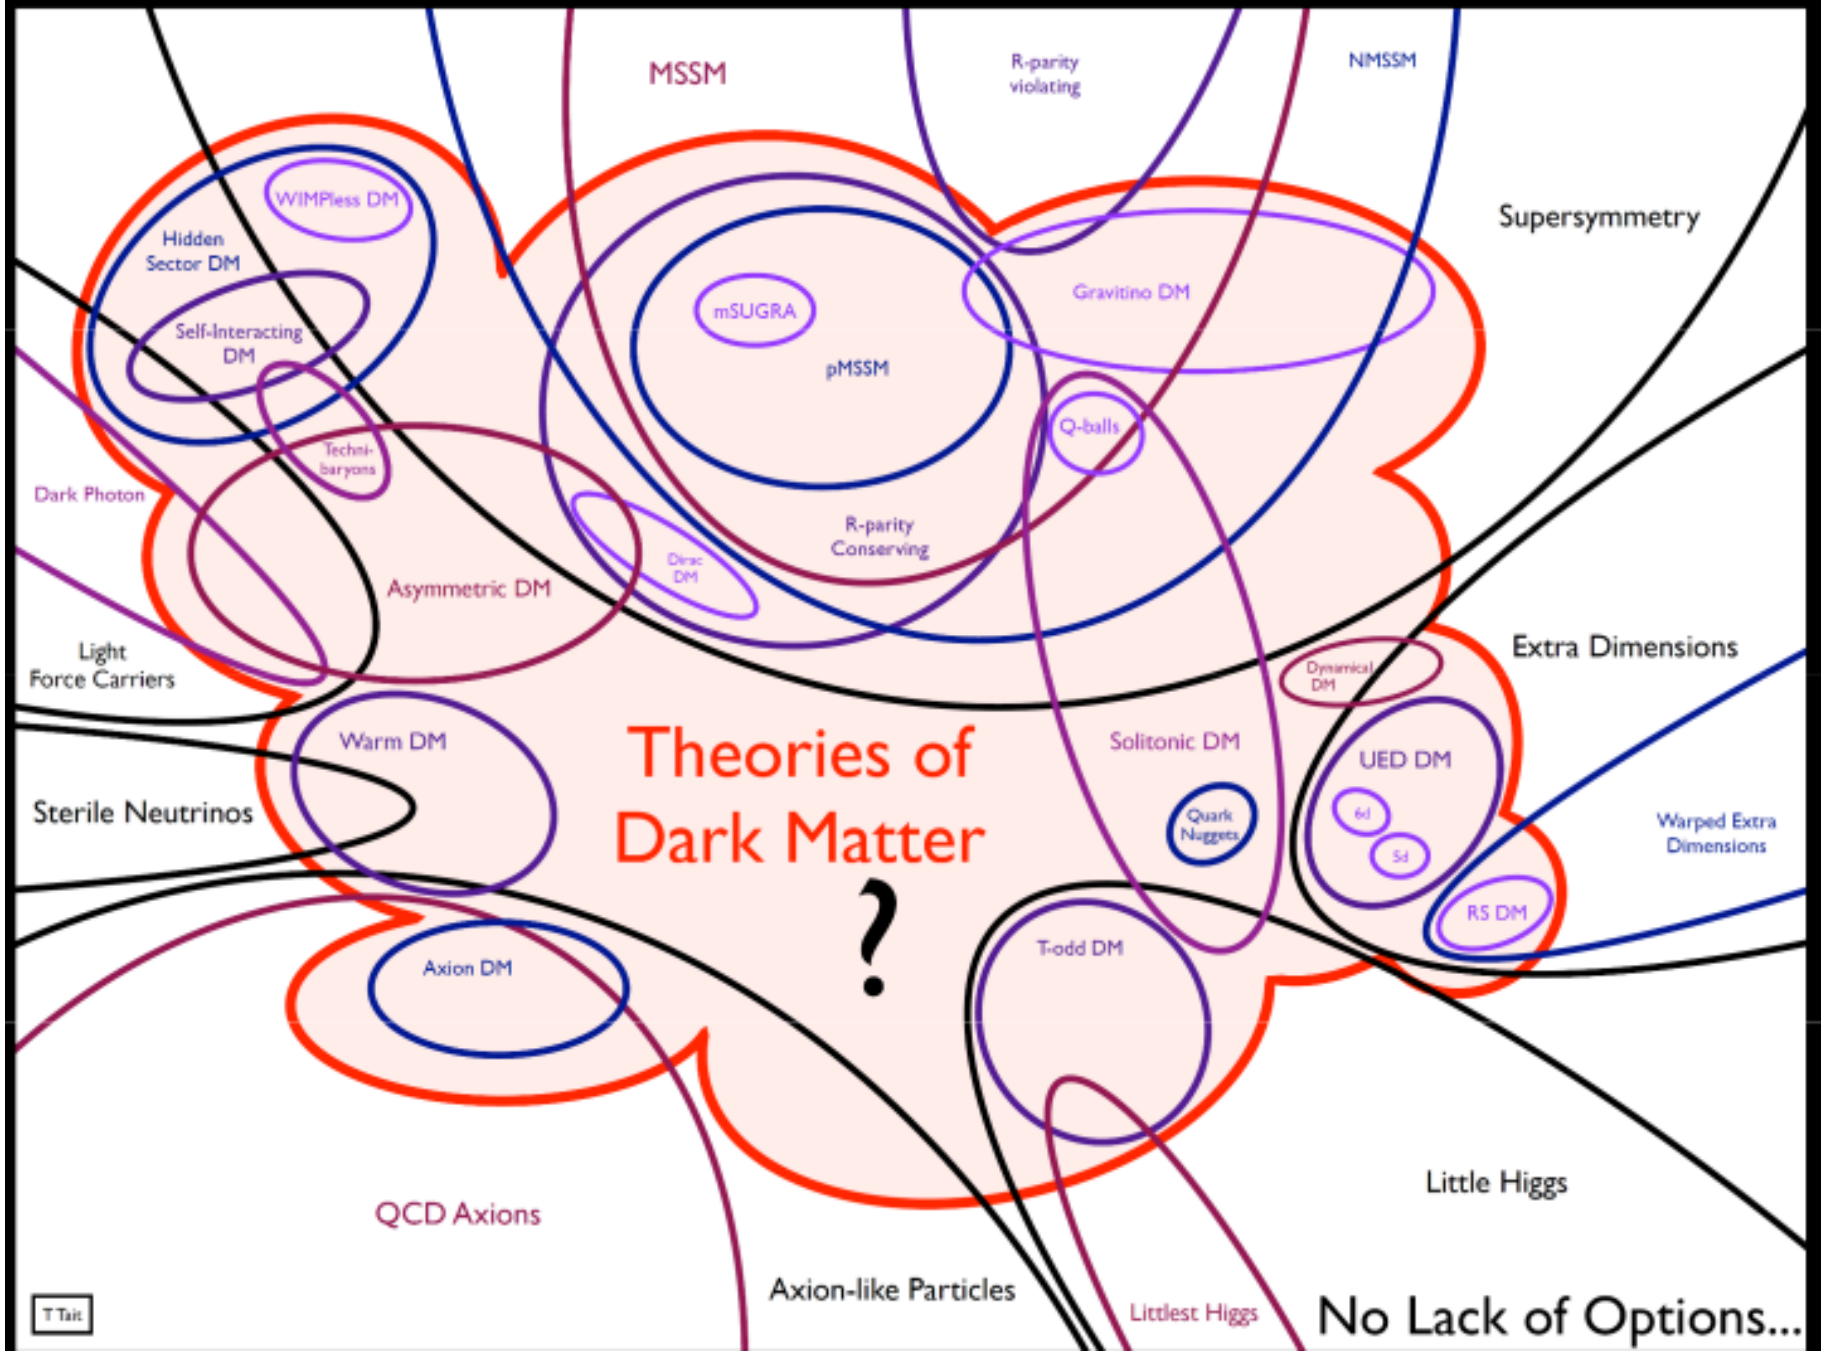 MSSM
R-parity
violating
NMSSM
Supersymmetry
WIMPless DM
Hidden
Sector DM
Self-Interacting
DM
mSUGRA
pMSSM
Gravitino DM
Q-balls
Techni-
baryons
Dark Photon
R-parity
Conserving
Dirac
DM
Asymmetric DM
Light
Force Carriers
Extra Dimensions
Dynamical
DM
Warm DM
Theories of
Dark Matter
?
Solitonic DM
UED DM
6d
5d
Quark
Nuggets
Sterile Neutrinos
Warped Extra
Dimensions
RS DM
T-odd DM
Axion DM
Little Higgs
QCD Axions
Axion-like Particles
Littlest Higgs
No Lack of Options...
T Tait